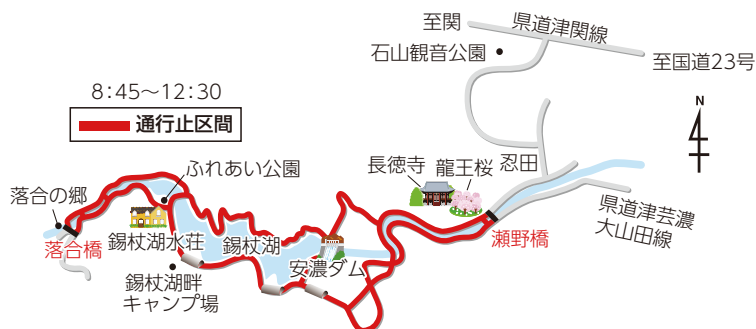 至関
県道津関線
石山観音公園
至国道23号
8:45~12:30
通行止区間
N
ふれあい公園
長徳寺
龍王桜
忍田
落合の郷
県道津芸濃
大山田線
落合橋
錫杖湖水荘
錫杖湖
安濃ダム
瀬野橋
錫杖湖畔
キャンプ場